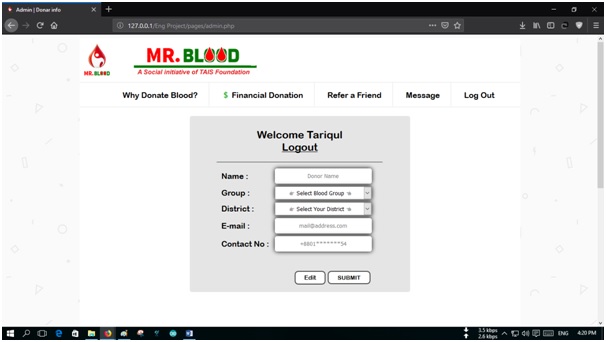 Admin | Donar info
127.0.0.1/Eng Project/pages/admin.php
MR.BLOOD
MR.BLOOD
A Social initiative of TAIS Foundation
Why Donate Blood?
$ Financial Donation
Refer a Friend
Message
Log Out
Welcome Tariqul
Logout
Name :
Donor Name
Group :
Select Blood Group
District :
Select Your District
E-mail :
mail@address.com
Contact No :
+8801*******54
Edit
SUBMIT
3.5 kbps
2.6 kbps
ENG
4:20 PM